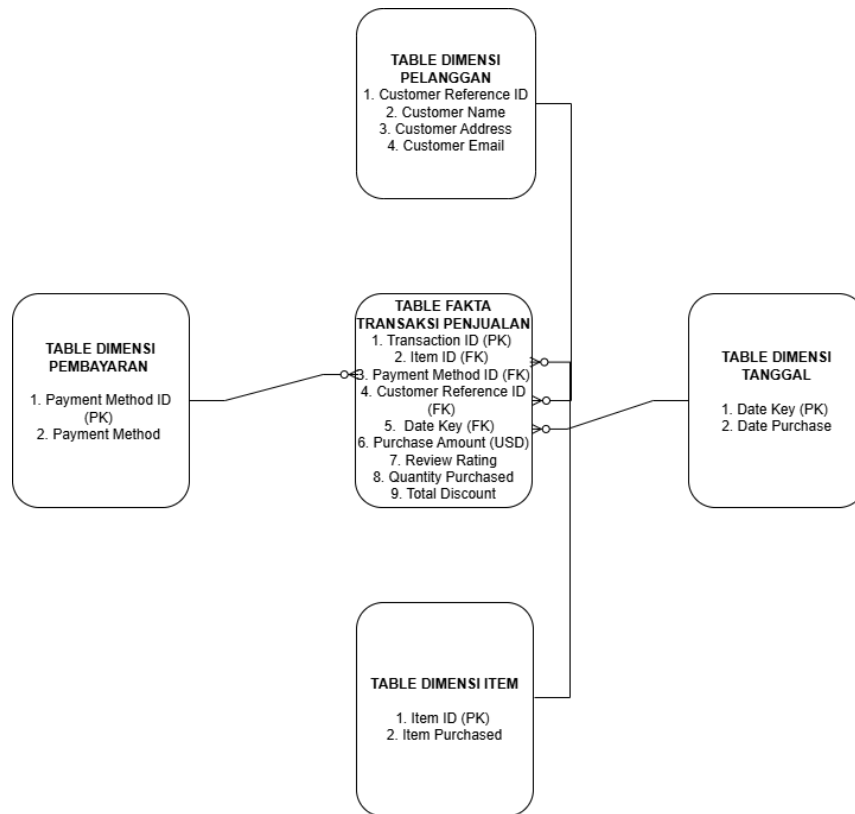 TABLE DIMENSI
PELANGGAN
1. Customer Reference ID
2. Customer Name
3. Customer Address
4. Customer Email
TABLE DIMENSI
PEMBAYARAN
1. Payment Method ID
(PK)
2. Payment Method
TABLE FAKTA
TRANSAKSI PENJUALAN
1. Transaction ID (PK)
2. Item ID (FK)
3. Payment Method ID (FK)
4. Customer Reference ID
(FK)
5. Date Key (FK)
6. Purchase Amount (USD)
7. Review Rating
8. Quantity Purchased
9. Total Discount
TABLE DIMENSI
TANGGAL
1. Date Key (PK)
2. Date Purchase
TABLE DIMENSI ITEM
1. Item ID (PK)
2. Item Purchased